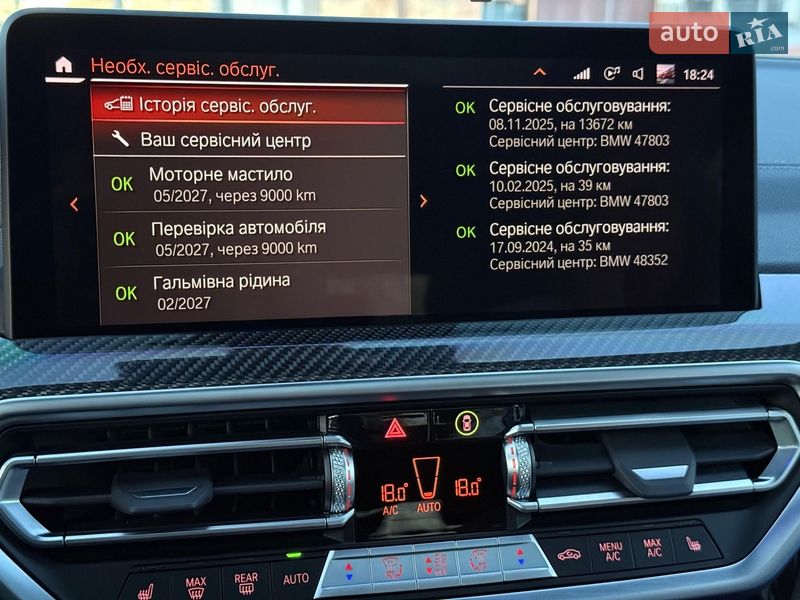 auto RIA
.com
Необх. сервіс. обслуг.
18:24
Історія сервіс. обслуг.
Ваш сервісний центр
OK Моторне мастило
05/2027, через 9000 km
OK Перевірка автомобіля
05/2027, через 9000 km
OK Гальмівна рідина
02/2027
OK Сервісне обслуговування:
08.11.2025, на 13672 км
Сервісний центр: BMW 47803
OK Сервісне обслуговування:
10.02.2025, на 39 км
Сервісний центр: BMW 47803
OK Сервісне обслуговування:
17.09.2024, на 35 км
Сервісний центр: BMW 48352
18.0° 18.0°
A/C AUTO
MAX
REAR
AUTO
MENU
A/C
MAX
A/C